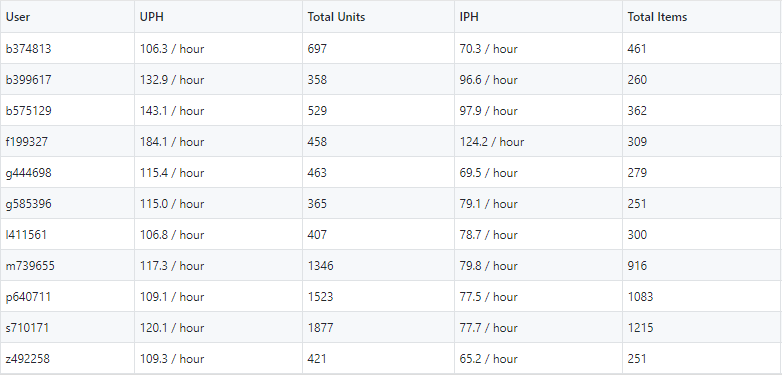 User UPH Total Units IPH Total Items
b374813 106.3 / hour 697 70.3 / hour 461
b399617 132.9 / hour 358 96.6 / hour 260
b575129 143.1 / hour 529 97.9 / hour 362
f199327 184.1 / hour 458 124.2 / hour 309
g444698 115.4 / hour 463 69.5 / hour 279
g585396 115.0 / hour 365 79.1 / hour 251
l411561 106.8 / hour 407 78.7 / hour 300
m739655 117.3 / hour 1346 79.8 / hour 916
p640711 109.1 / hour 1523 77.5 / hour 1083
s710171 120.1 / hour 1877 77.7 / hour 1215
z492258 109.3 / hour 421 65.2 / hour 251